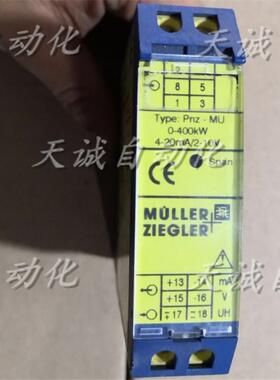 天诚自动化
8 5
1 3
Type: Pnz - MU
0-400kW
4-20mA/2-10V
CE
Span
天诚自动化
MÜLLER
ZIEGLER
+13 -14 mA
+15 -16 V
∓17 ≂18 UH
天诚自动化